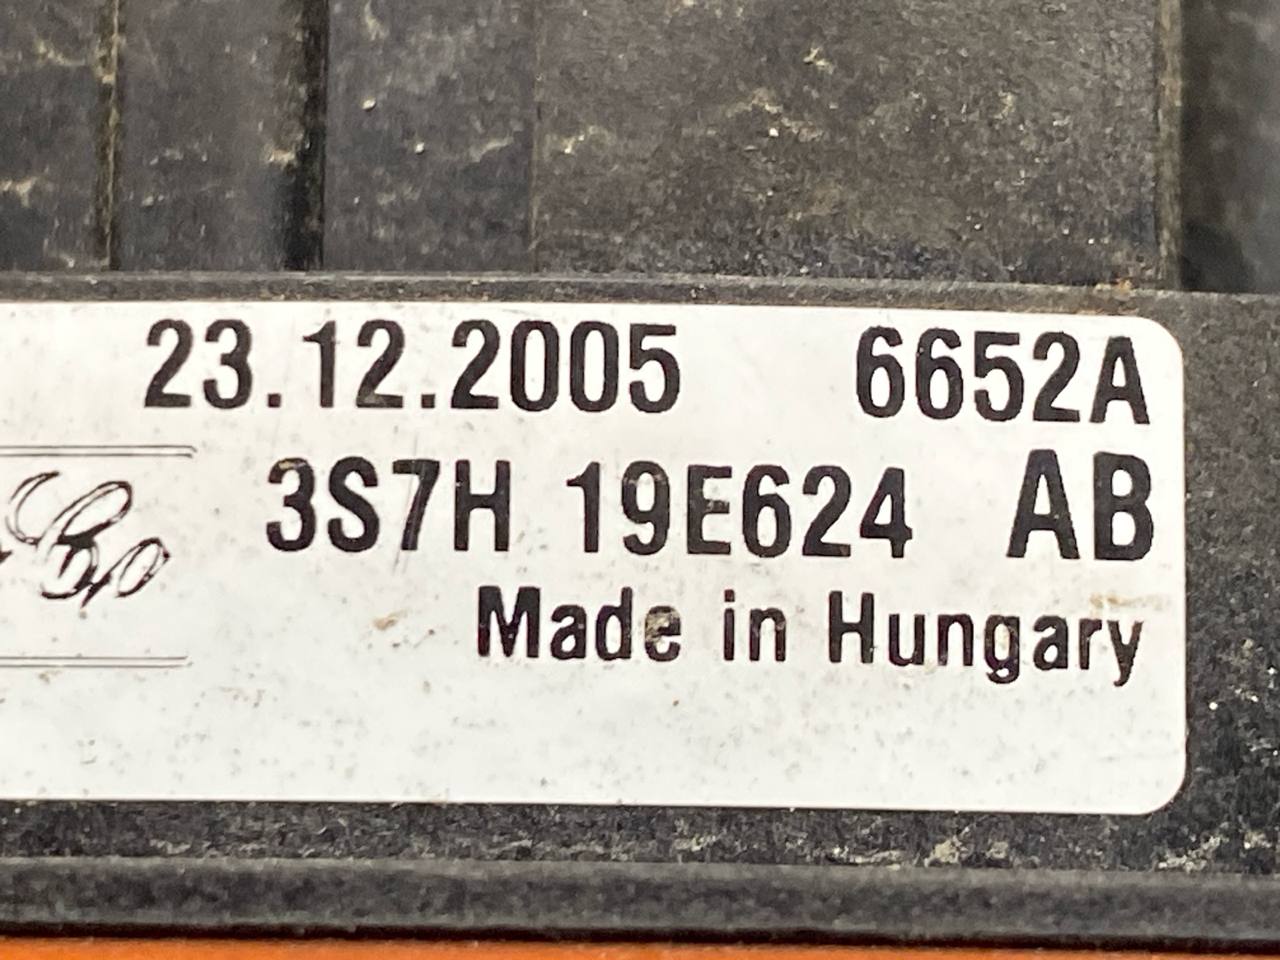 23.12.2005 6652A
3S7H 19E624 AB
Made in Hungary